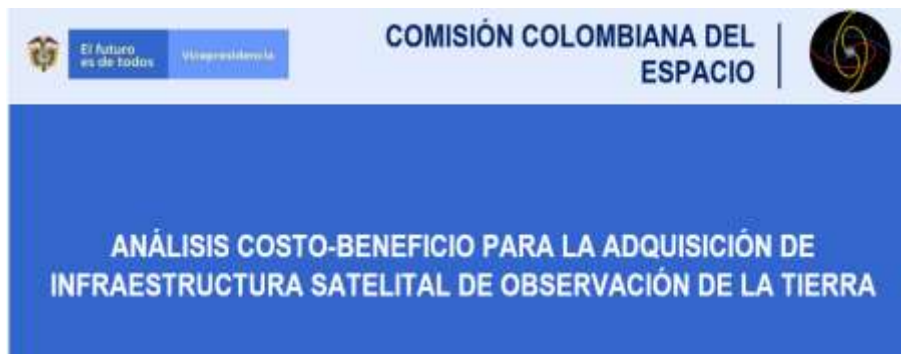 El futuro
es de todos
Vicepresidencia
COMISIÓN COLOMBIANA DEL
ESPACIO
ANÁLISIS COSTO-BENEFICIO PARA LA ADQUISICIÓN DE
INFRAESTRUCTURA SATELITAL DE OBSERVACIÓN DE LA TIERRA